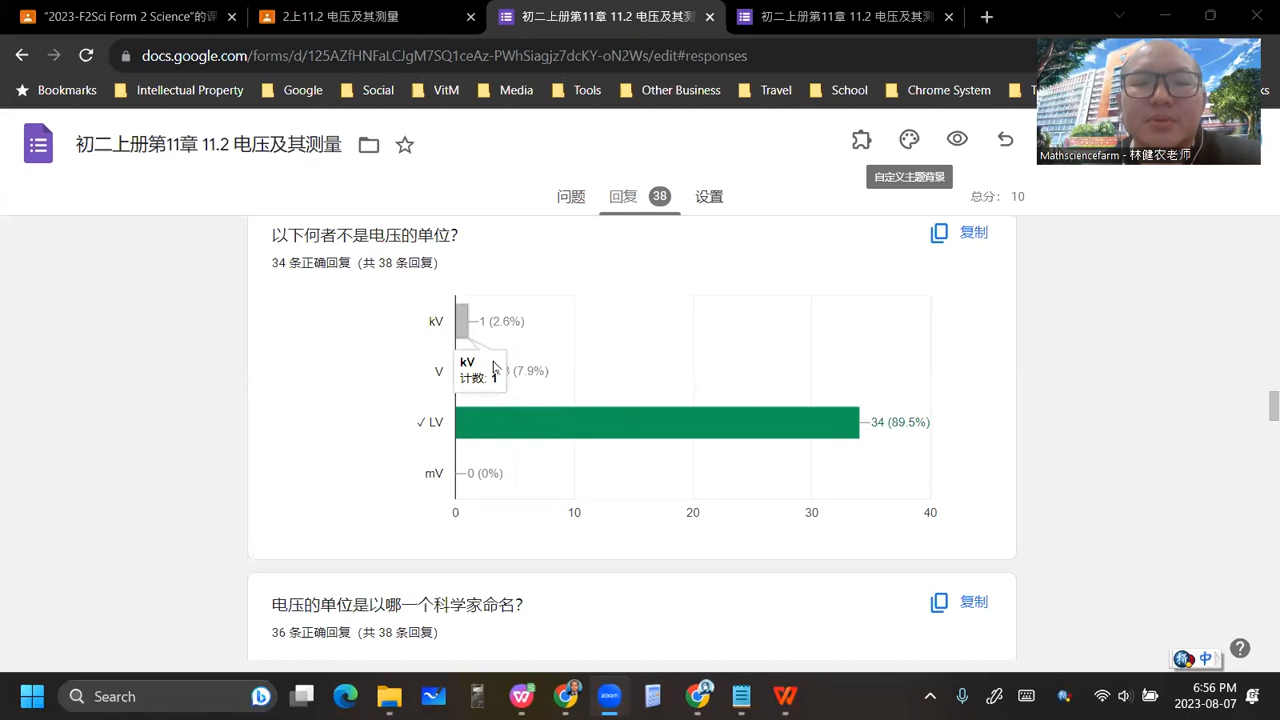 "2023-F2Sci Form 2 Science"的课
2上11.2 电压及其测量
初二上册第11章 11.2 电压及其测
初二上册第11章 11.2 电压及其测量
Bookmarks
Intellectual Property
Google
Social
VitM
Media
Tools
Other Business
Travel
School
Chrome System
初二上册第11章 11.2 电压及其测量
Mathsciencefarm - 林健农老师
自定义主题背景
问题
回复
38
设置
总分： 10
以下何者不是电压的单位?
复制
34 条正确回复（共 38 条回复）
kV
1 (2.6%)
kV
计数: 1
V
(7.9%)
✓ LV
34 (89.5%)
mV
0 (0%)
0
10
20
30
40
电压的单位是以哪一个科学家命名?
复制
36 条正确回复（共 38 条回复）
中
Search
6:56 PM
2023-08-07